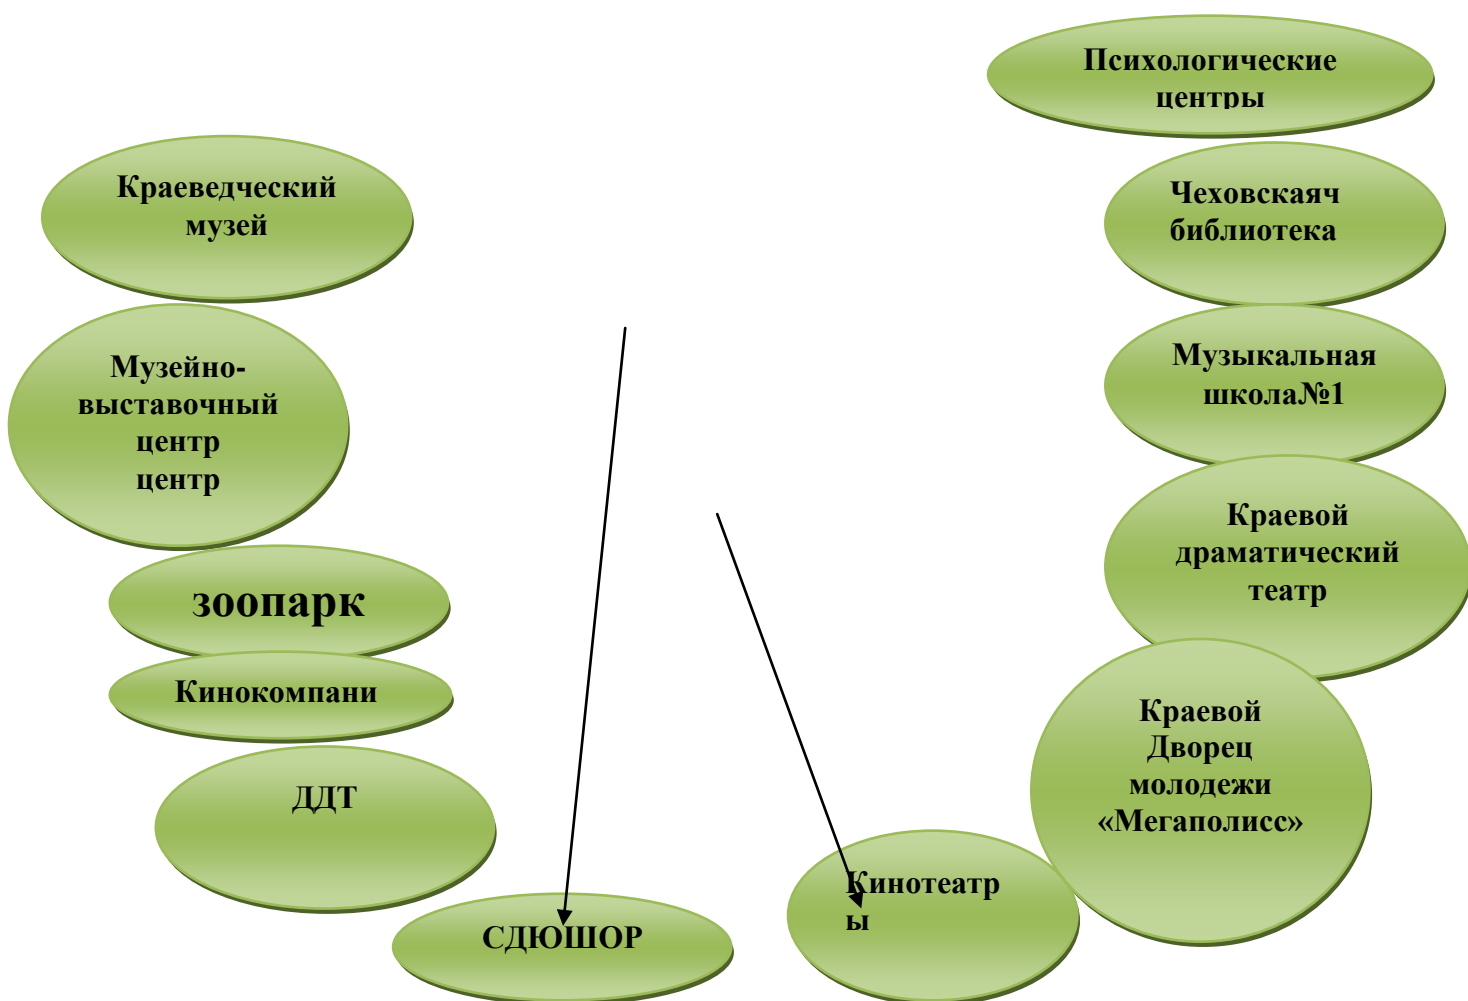 Психологические
центры
Краеведческий
музей
Чеховскаяч
библиотека
Музейно-
выставочный
центр
центр
Музыкальная
школа№1
Краевой
драматический
театр
зоопарк
Кинокомпани
Краевой
Дворец
молодежи
«Мегаполисс»
ДДТ
Кинотеатр
ы
СДЮШОР